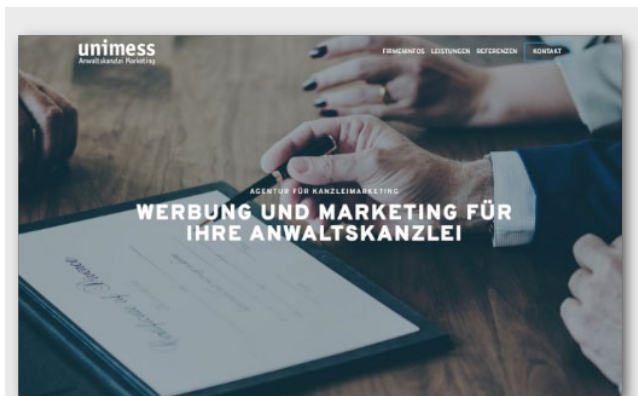 unimess
Anwaltskanzlei Marketing
FIRMENINFOS LEISTUNGEN REFERENZEN KONTAKT
AGENTUR FÜR KANZLEIMARKETING
WERBUNG UND MARKETING FÜR
IHRE ANWALTSKANZLEI